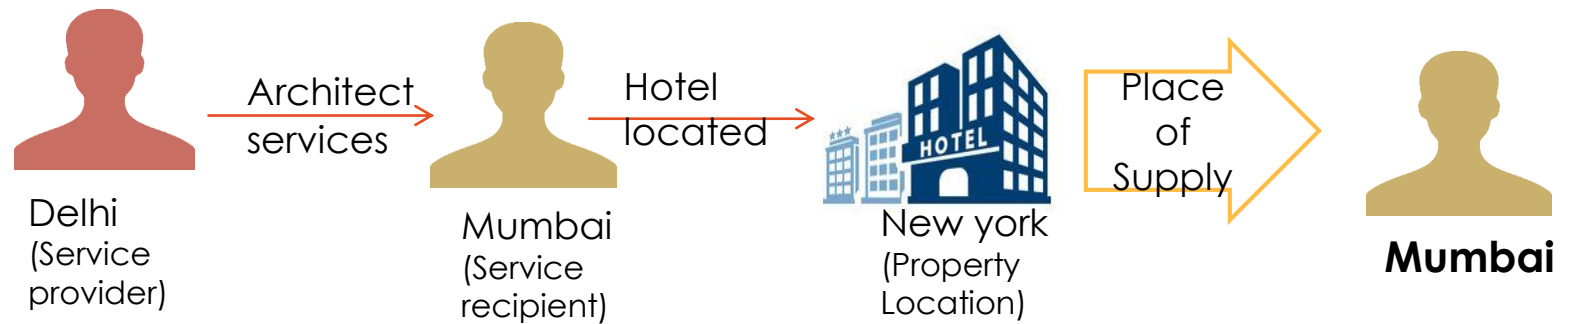 Architect
services
Hotel
located
HOTEL
Place
of
Supply
Delhi
(Service
provider)
Mumbai
(Service
recipient)
New york
(Property
Location)
Mumbai